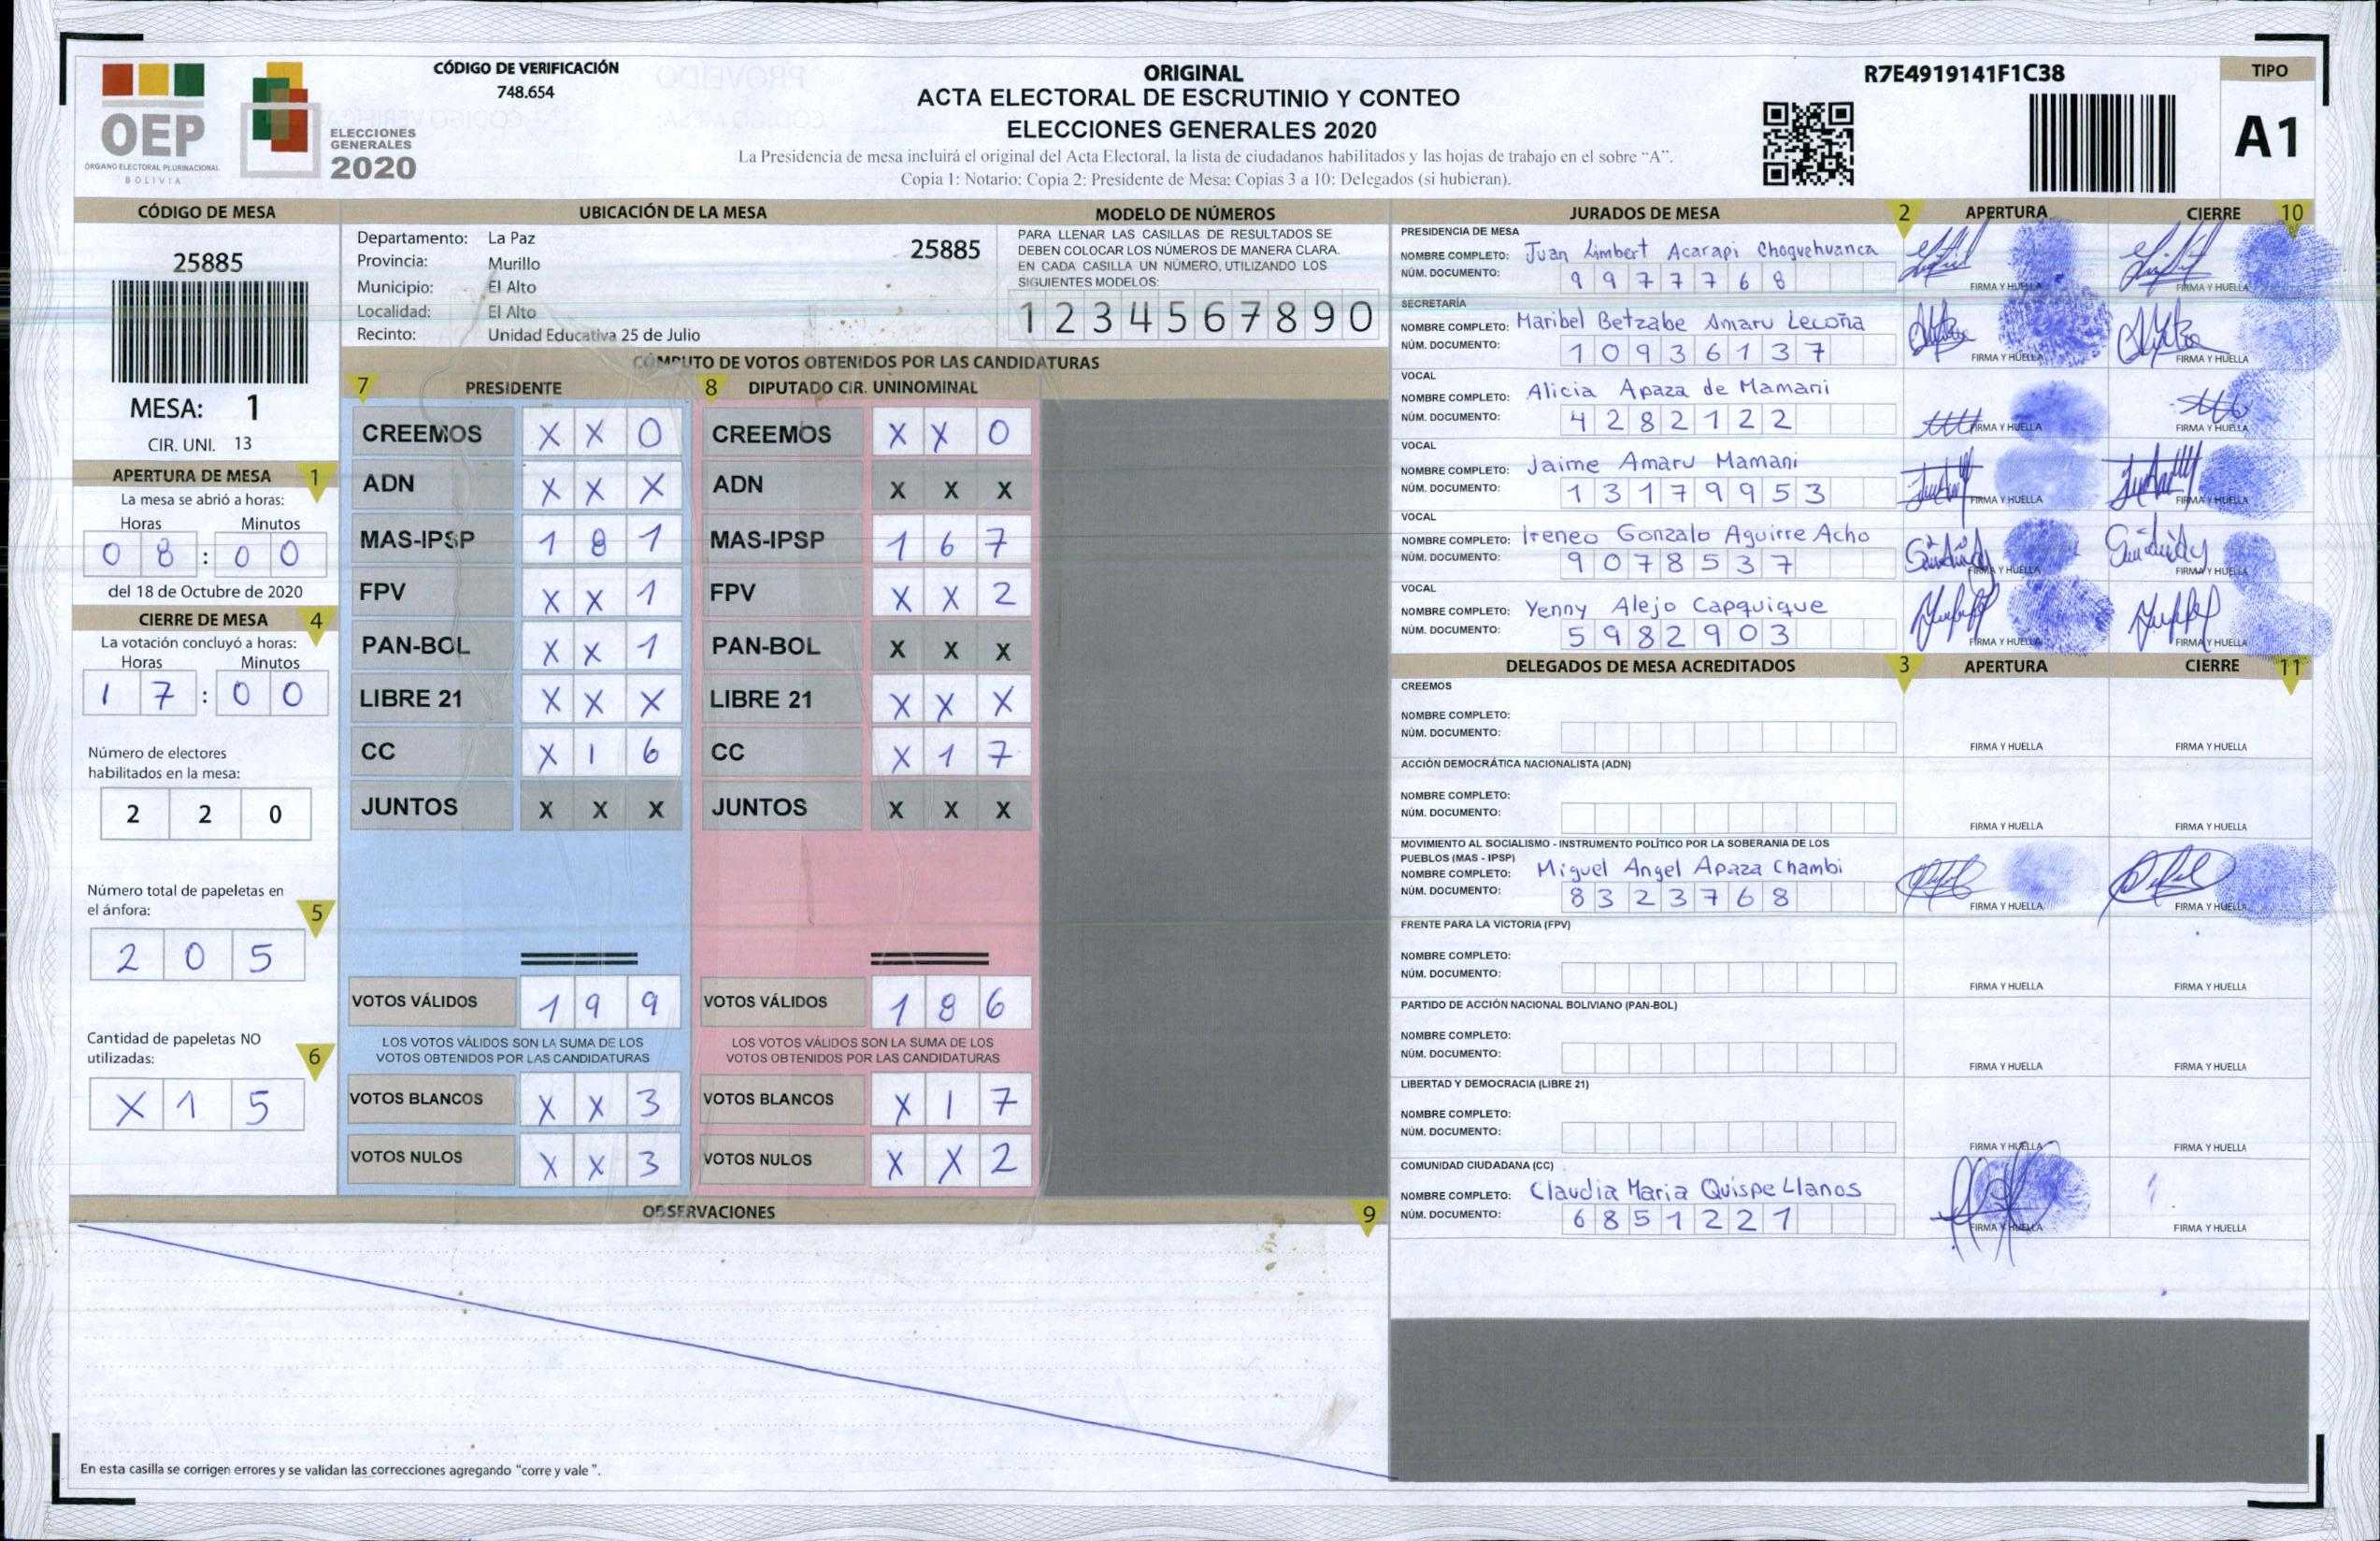 OEP
ÓRGANO ELECTORAL PLURINACIONAL
BOLIVIA
ELECCIONES
GENERALES
2020
CÓDIGO DE VERIFICACIÓN
748.654
ORIGINAL
ACTA ELECTORAL DE ESCRUTINIO Y CONTEO
ELECCIONES GENERALES 2020
La Presidencia de mesa incluirá el original del Acta Electoral, la lista de ciudadanos habilitados y las hojas de trabajo en el sobre "A".
Copia 1: Notario: Copia 2: Presidente de Mesa: Copias 3 a 10: Delegados (si hubieran).
R7E4919141F1C38
TIPO
A1
CÓDIGO DE MESA
25885
MESA: 1
CIR. UNI. 13
APERTURA DE MESA 1
La mesa se abrió a horas:
Horas Minutos
0 8 : 0 0
del 18 de Octubre de 2020
CIERRE DE MESA 4
La votación concluyó a horas:
Horas Minutos
1 7 : 0 0
Número de electores
habilitados en la mesa:
2 2 0
Número total de papeletas en
el ánfora: 5
2 0 5
Cantidad de papeletas NO
utilizadas: 6
X 1 5
UBICACIÓN DE LA MESA
Departamento: La Paz
25885
Provincia: Murillo
Municipio: El Alto
Localidad: El Alto
Recinto: Unidad Educativa 25 de Julio
MODELO DE NÚMEROS
PARA LLENAR LAS CASILLAS DE RESULTADOS SE
DEBEN COLOCAR LOS NÚMEROS DE MANERA CLARA.
EN CADA CASILLA UN NÚMERO, UTILIZANDO LOS
SIGUIENTES MODELOS:
1 2 3 4 5 6 7 8 9 0
CÓMPUTO DE VOTOS OBTENIDOS POR LAS CANDIDATURAS
7 PRESIDENTE 8 DIPUTADO CIR. UNINOMINAL
CREEMOS X X 0 CREEMOS X X 0
ADN X X X ADN X X X
MAS-IPSP 1 8 1 MAS-IPSP 1 6 7
FPV X X 1 FPV X X 2
PAN-BOL X X 1 PAN-BOL X X X
LIBRE 21 X X X LIBRE 21 X X X
CC X 1 6 CC X 1 7
JUNTOS X X X JUNTOS X X X
VOTOS VÁLIDOS 1 9 9 VOTOS VÁLIDOS 1 8 6
LOS VOTOS VÁLIDOS SON LA SUMA DE LOS LOS VOTOS VÁLIDOS SON LA SUMA DE LOS
VOTOS OBTENIDOS POR LAS CANDIDATURAS VOTOS OBTENIDOS POR LAS CANDIDATURAS
VOTOS BLANCOS X X 3 VOTOS BLANCOS X 1 7
VOTOS NULOS X X 3 VOTOS NULOS X X 2
OBSERVACIONES 9
En esta casilla se corrigen errores y se validan las correcciones agregando "corre y vale ".
JURADOS DE MESA 2 APERTURA CIERRE 10
PRESIDENCIA DE MESA
NOMBRE COMPLETO: Juan Limbert Acarapi Choquehuanca
NÚM. DOCUMENTO: 9 9 7 7 7 6 8
FIRMA Y HUELLA FIRMA Y HUELLA
SECRETARÍA
NOMBRE COMPLETO: Maribel Betzabe Amaru Lecoña
NÚM. DOCUMENTO: 1 0 9 3 6 1 3 7
FIRMA Y HUELLA FIRMA Y HUELLA
VOCAL
NOMBRE COMPLETO: Alicia Apaza de Mamani
NÚM. DOCUMENTO: 4 2 8 2 1 2 2
FIRMA Y HUELLA FIRMA Y HUELLA
VOCAL
NOMBRE COMPLETO: Jaime Amaru Mamani
NÚM. DOCUMENTO: 1 3 1 7 9 9 5 3
FIRMA Y HUELLA FIRMA Y HUELLA
VOCAL
NOMBRE COMPLETO: Ireneo Gonzalo Aguirre Acho
NÚM. DOCUMENTO: 9 0 7 8 5 3 7
FIRMA Y HUELLA FIRMA Y HUELLA
VOCAL
NOMBRE COMPLETO: Yenny Alejo Capquique
NÚM. DOCUMENTO: 5 9 8 2 9 0 3
FIRMA Y HUELLA FIRMA Y HUELLA
DELEGADOS DE MESA ACREDITADOS 3 APERTURA CIERRE 11
CREEMOS
NOMBRE COMPLETO:
NÚM. DOCUMENTO:
FIRMA Y HUELLA FIRMA Y HUELLA
ACCIÓN DEMOCRÁTICA NACIONALISTA (ADN)
NOMBRE COMPLETO:
NÚM. DOCUMENTO:
FIRMA Y HUELLA FIRMA Y HUELLA
MOVIMIENTO AL SOCIALISMO - INSTRUMENTO POLÍTICO POR LA SOBERANIA DE LOS
PUEBLOS (MAS - IPSP)
NOMBRE COMPLETO: Miguel Angel Apaza Chambi
NÚM. DOCUMENTO: 8 3 2 3 7 6 8
FIRMA Y HUELLA FIRMA Y HUELLA
FRENTE PARA LA VICTORIA (FPV)
NOMBRE COMPLETO:
NÚM. DOCUMENTO:
FIRMA Y HUELLA FIRMA Y HUELLA
PARTIDO DE ACCIÓN NACIONAL BOLIVIANO (PAN-BOL)
NOMBRE COMPLETO:
NÚM. DOCUMENTO:
FIRMA Y HUELLA FIRMA Y HUELLA
LIBERTAD Y DEMOCRACIA (LIBRE 21)
NOMBRE COMPLETO:
NÚM. DOCUMENTO:
FIRMA Y HUELLA FIRMA Y HUELLA
COMUNIDAD CIUDADANA (CC)
NOMBRE COMPLETO: Claudia Maria Quispe Llanos
NÚM. DOCUMENTO: 6 8 5 1 2 2 1
FIRMA Y HUELLA FIRMA Y HUELLA